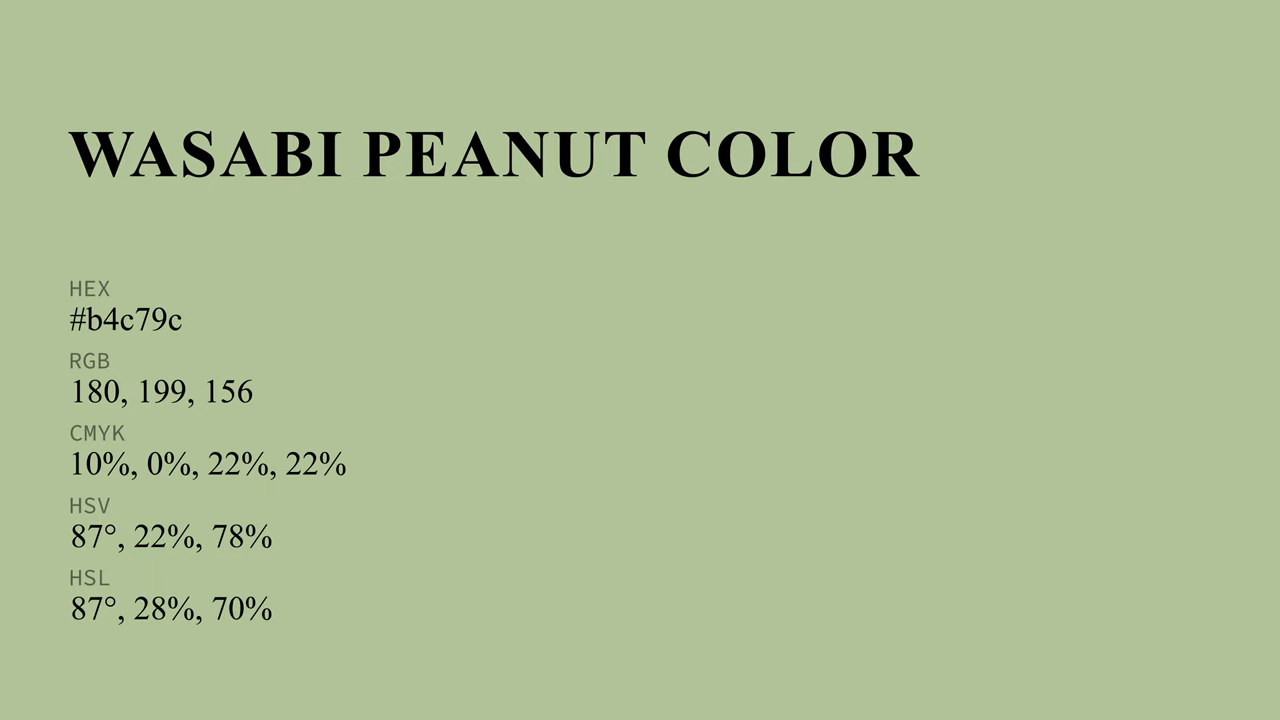 WASABI PEANUT COLOR
HEX
#b4c79c
RGB
180, 199, 156
CMYK
10%, 0%, 22%, 22%
HSV
87°, 22%, 78%
HSL
87°, 28%, 70%